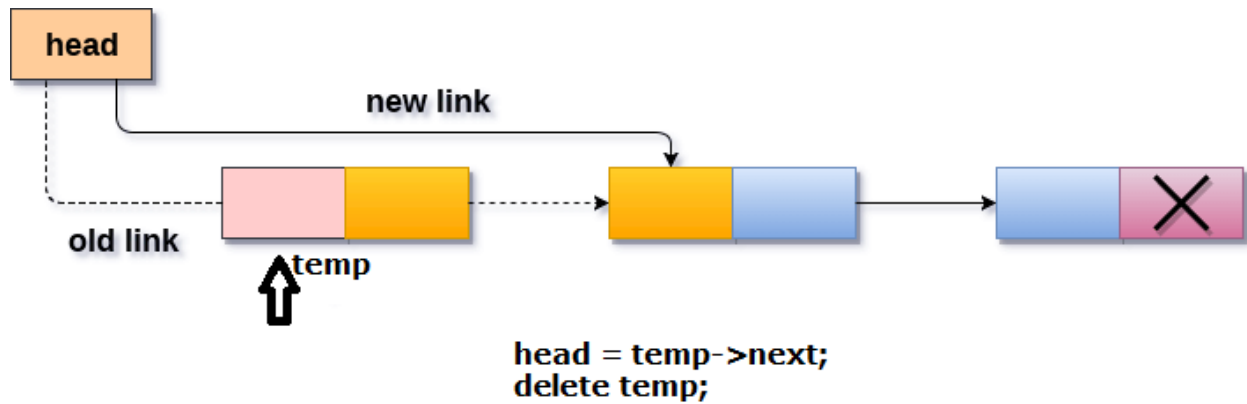 head
new link
old link
temp
head = temp->next;
delete temp;